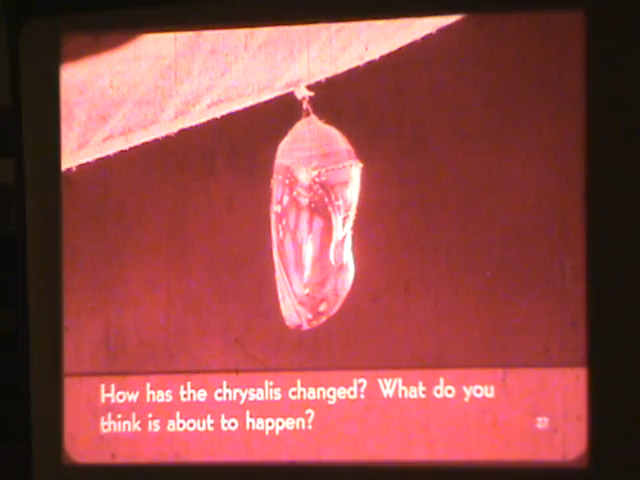 How has the chrysalis changed? What do you
think is about to happen?